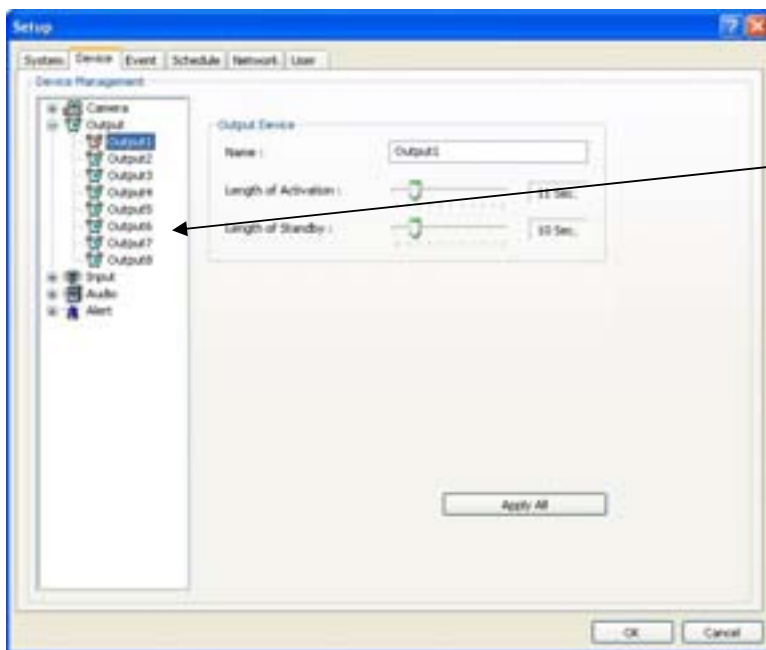 Setup
System Device Event Schedule Network User
Device Management
Camera
Output
Output1
Output2
Output3
Output4
Output5
Output6
Output7
Output8
Input
Audio
Alert
Output Device
Name : Output1
Length of Activation : 11 Sec.
Length of Standby : 10 Sec.
Apply All
OK Cancel